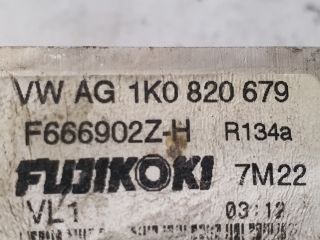 VW AG 1K0 820 679
F666902Z-H R134a
FUJIKOKI 7M22
VL1 03:12